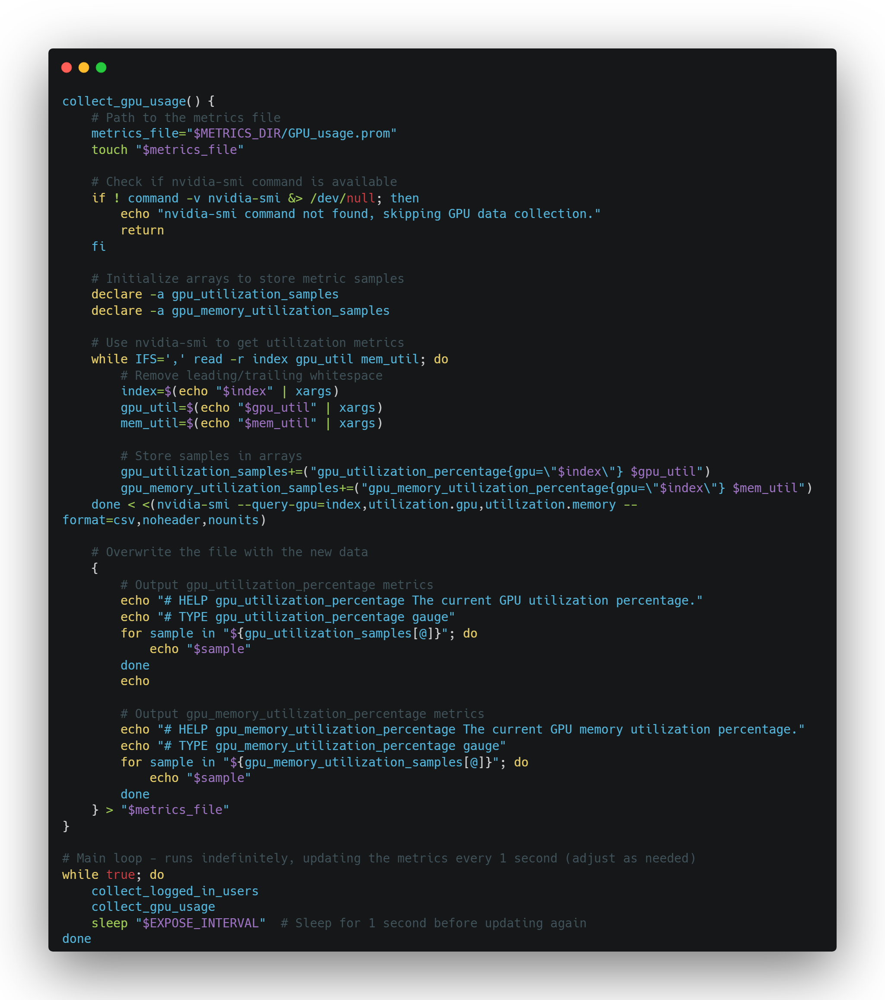 collect_gpu_usage() {
    # Path to the metrics file
    metrics_file="$METRICS_DIR/GPU_usage.prom"
    touch "$metrics_file"

    # Check if nvidia-smi command is available
    if ! command -v nvidia-smi &> /dev/null; then
        echo "nvidia-smi command not found, skipping GPU data collection."
        return
    fi

    # Initialize arrays to store metric samples
    declare -a gpu_utilization_samples
    declare -a gpu_memory_utilization_samples

    # Use nvidia-smi to get utilization metrics
    while IFS=',' read -r index gpu_util mem_util; do
        # Remove leading/trailing whitespace
        index=$(echo "$index" | xargs)
        gpu_util=$(echo "$gpu_util" | xargs)
        mem_util=$(echo "$mem_util" | xargs)

        # Store samples in arrays
        gpu_utilization_samples+=("gpu_utilization_percentage{gpu=\"$index\"} $gpu_util")
        gpu_memory_utilization_samples+=("gpu_memory_utilization_percentage{gpu=\"$index\"} $mem_util")
    done < <(nvidia-smi --query-gpu=index,utilization.gpu,utilization.memory --
format=csv,noheader,nounits)

    # Overwrite the file with the new data
    {
        # Output gpu_utilization_percentage metrics
        echo "# HELP gpu_utilization_percentage The current GPU utilization percentage."
        echo "# TYPE gpu_utilization_percentage gauge"
        for sample in "${gpu_utilization_samples[@]}"; do
            echo "$sample"
        done
        echo

        # Output gpu_memory_utilization_percentage metrics
        echo "# HELP gpu_memory_utilization_percentage The current GPU memory utilization percentage."
        echo "# TYPE gpu_memory_utilization_percentage gauge"
        for sample in "${gpu_memory_utilization_samples[@]}"; do
            echo "$sample"
        done
    } > "$metrics_file"
}

# Main loop - runs indefinitely, updating the metrics every 1 second (adjust as needed)
while true; do
    collect_logged_in_users
    collect_gpu_usage
    sleep "$EXPOSE_INTERVAL"  # Sleep for 1 second before updating again
done